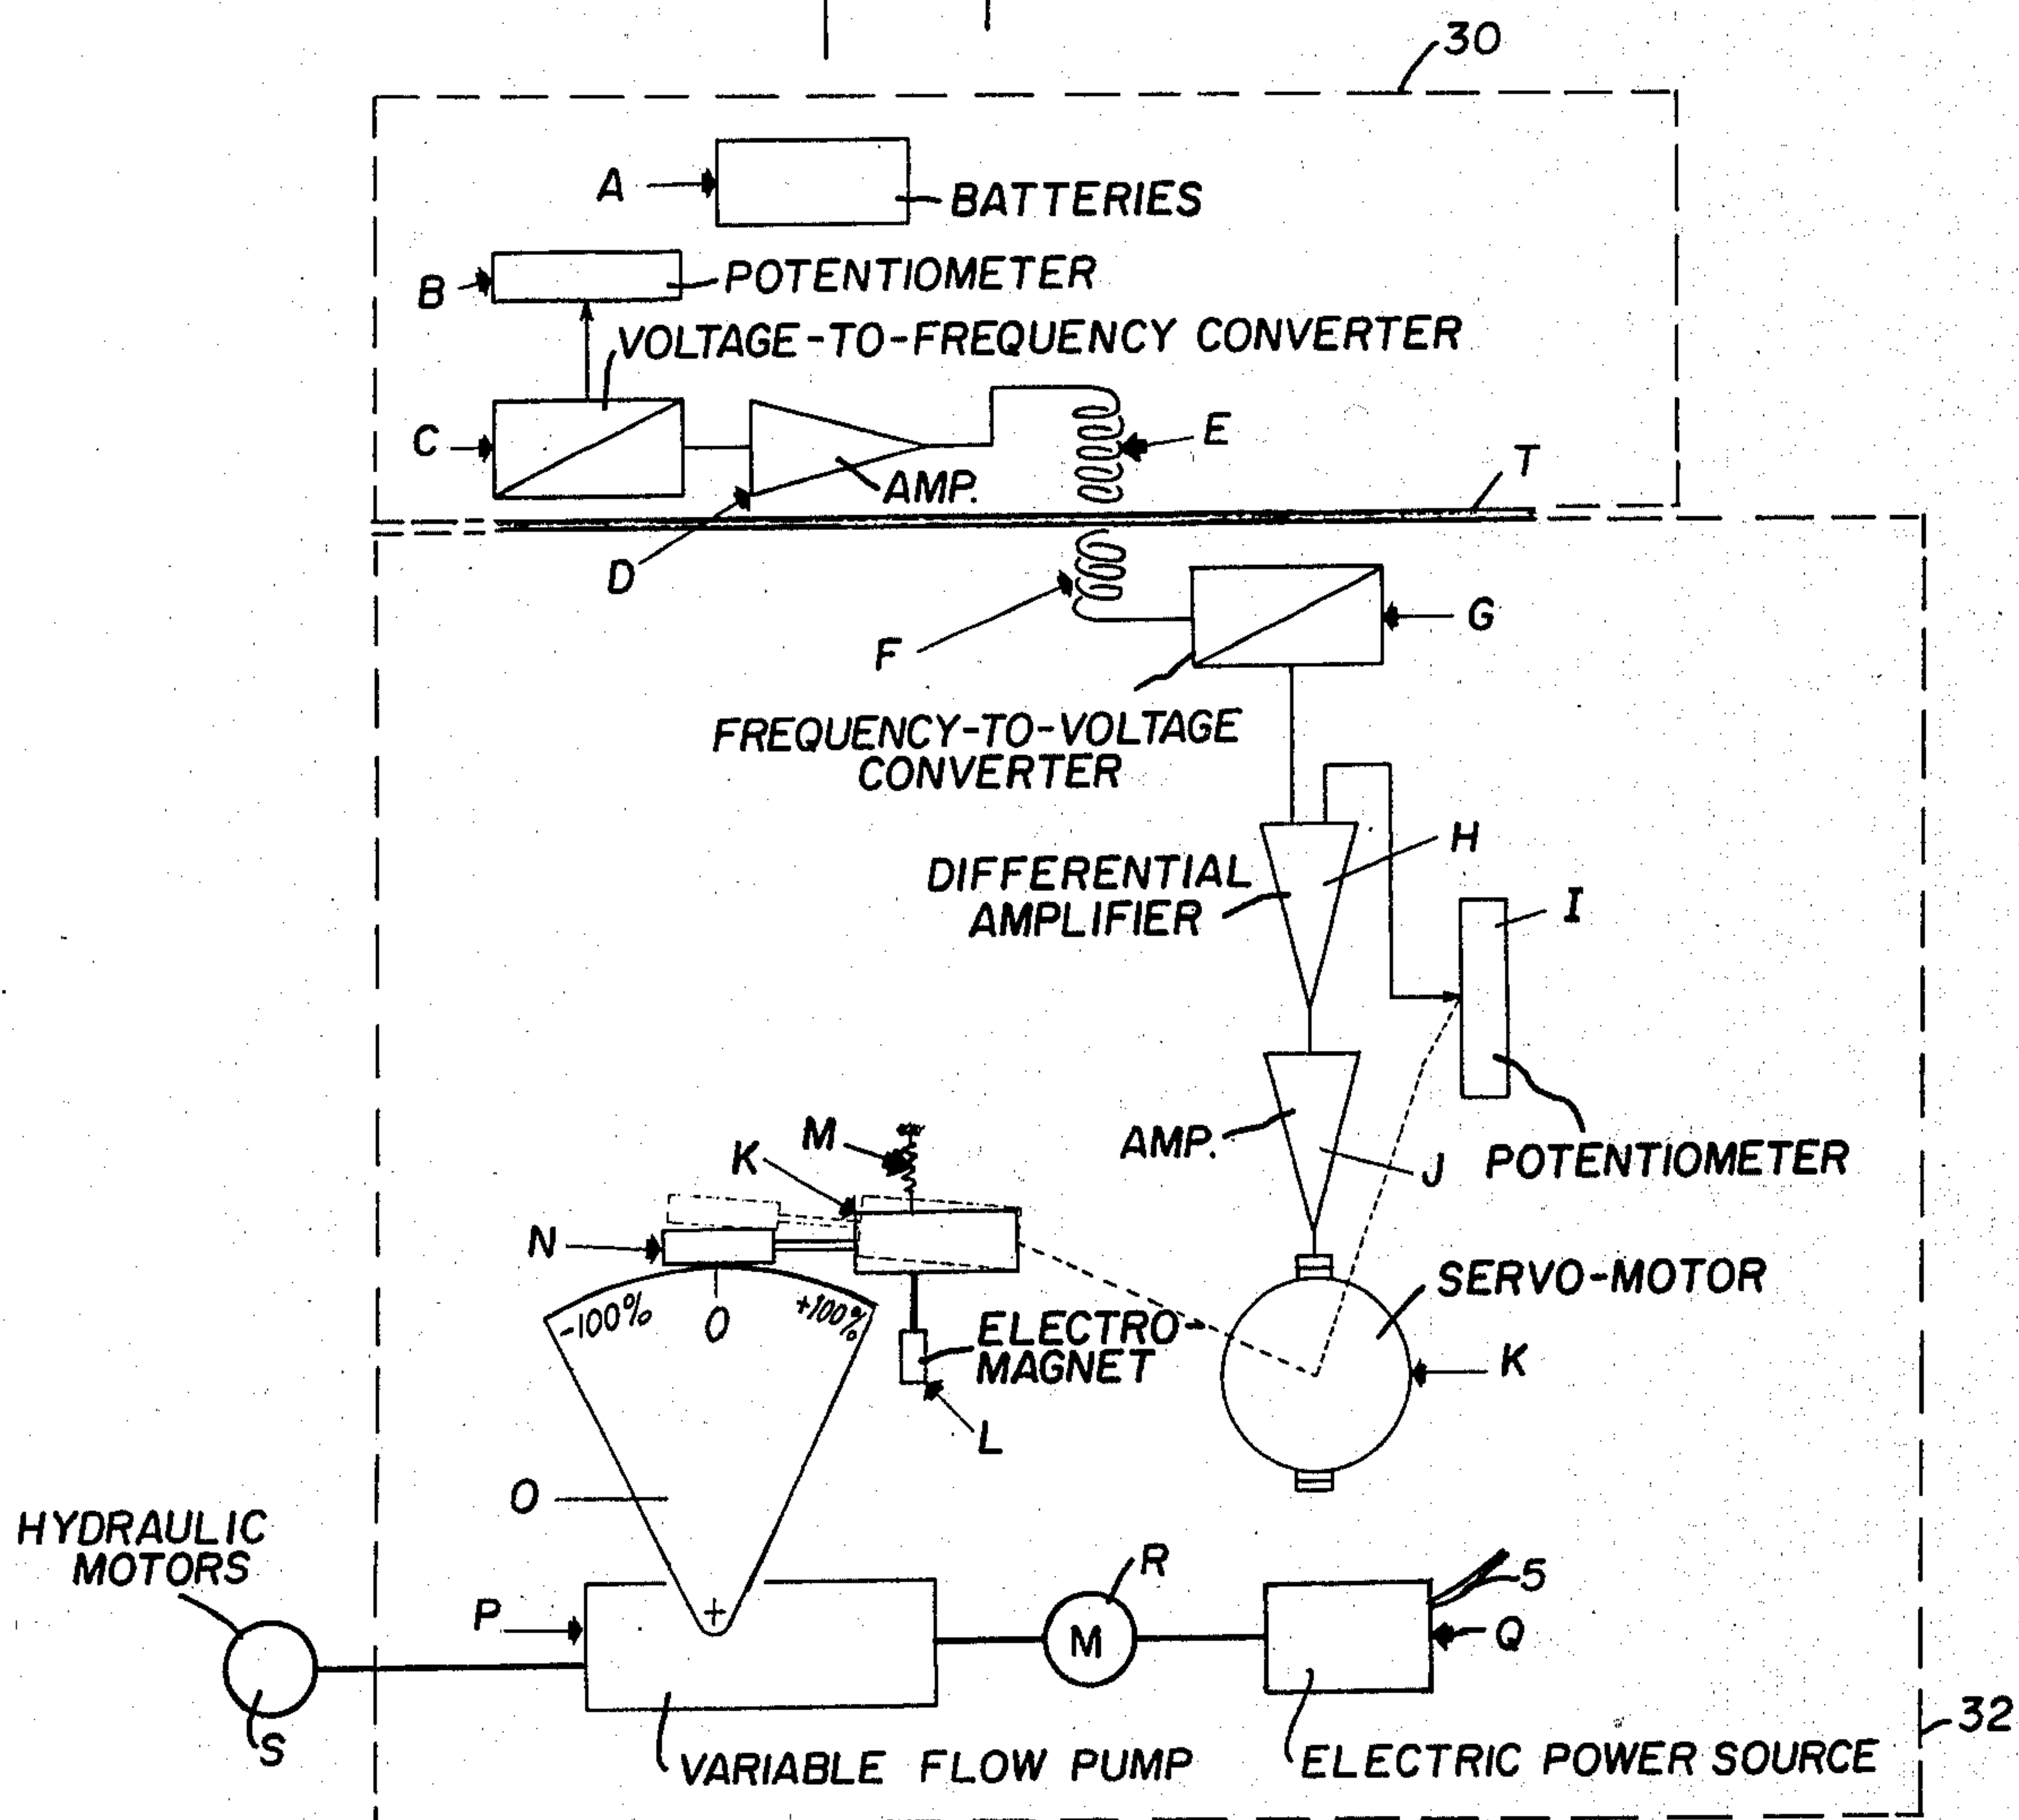 30
A
BATTERIES
B
POTENTIOMETER
VOLTAGE-TO-FREQUENCY CONVERTER
C
E
T
AMP.
D
F
G
FREQUENCY-TO-VOLTAGE
CONVERTER
H
DIFFERENTIAL
AMPLIFIER
I
M
K
AMP.
J
POTENTIOMETER
N
-100%
0
+100%
SERVO-MOTOR
ELECTRO-
MAGNET
K
L
O
HYDRAULIC
MOTORS
R
5
P
M
Q
S
32
VARIABLE FLOW PUMP
ELECTRIC POWER SOURCE